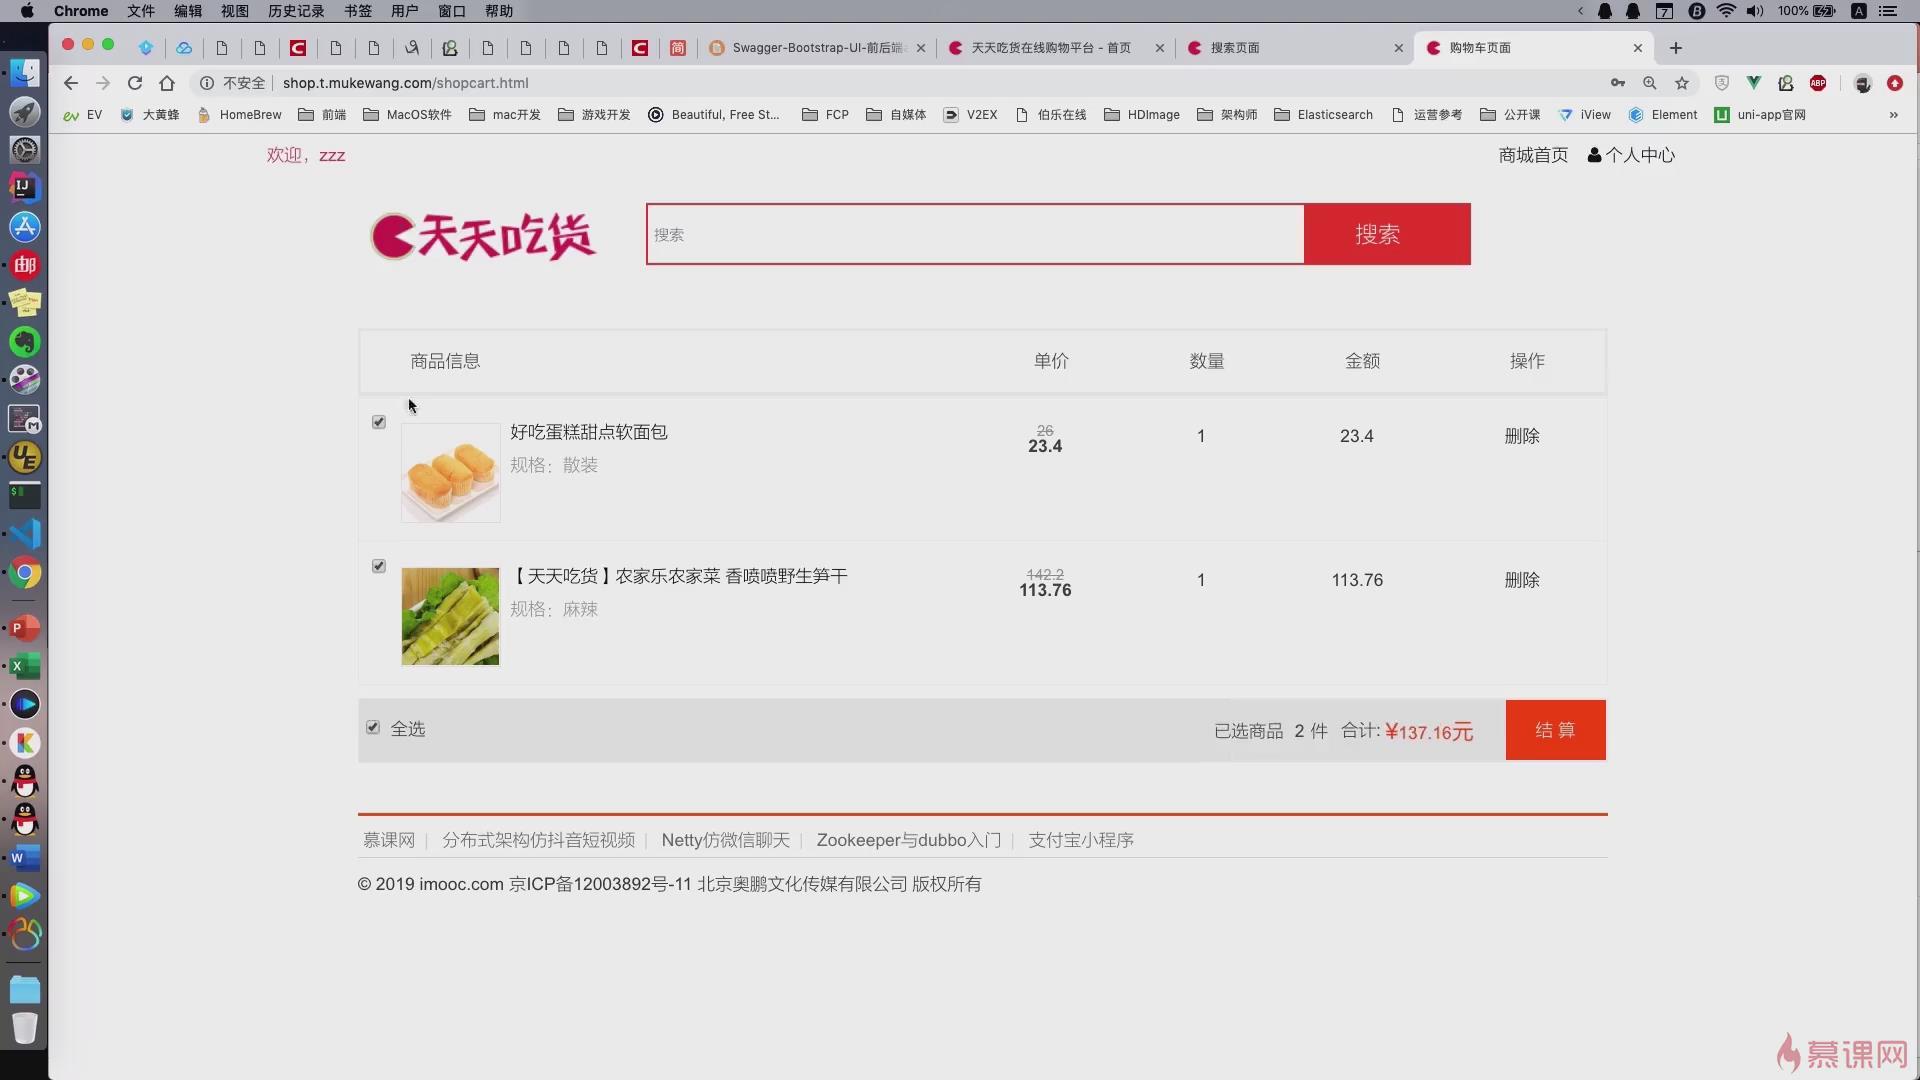 Chrome 文件 编辑 视图 历史记录 书签 用户 窗口 帮助
7 100% A
Swagger-Bootstrap-UI-前后端 天天吃货在线购物平台 - 首页 搜索页面 购物车页面
不安全 shop.t.mukewang.com/shopcart.html ABP
EV 大黄蜂 HomeBrew 前端 MacOS软件 mac开发 游戏开发 Beautiful, Free St... FCP 自媒体 V2EX 伯乐在线 HDImage 架构师 Elasticsearch 运营参考 公开课 iView Element uni-app官网 »
欢迎，zzz 商城首页 个人中心
天天吃货 搜索 搜索
商品信息 单价 数量 金额 操作
好吃蛋糕甜点软面包 26
23.4 1 23.4 删除
规格：散装
【天天吃货】农家乐农家菜 香喷喷野生笋干 142.2
113.76 1 113.76 删除
规格：麻辣
全选 已选商品 2 件 合计: ¥137.16元 结 算
慕课网 | 分布式架构仿抖音短视频 | Netty仿微信聊天 | Zookeeper与dubbo入门 | 支付宝小程序
© 2019 imooc.com 京ICP备12003892号-11 北京奥鹏文化传媒有限公司 版权所有
慕课网